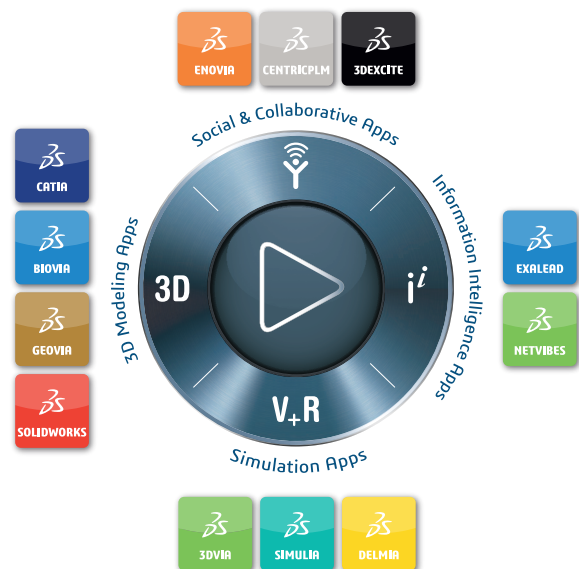 ENOVIA
CENTRICPLM
3DEXCITE
Social & Collaborative Apps
CATIA
BIOVIA
GEOVIA
SOLIDWORKS
3D Modeling Apps
3D
i i
Information Intelligence Apps
EXALEAD
NETVIBES
V+R
Simulation Apps
3DVIA
SIMULIA
DELMIA